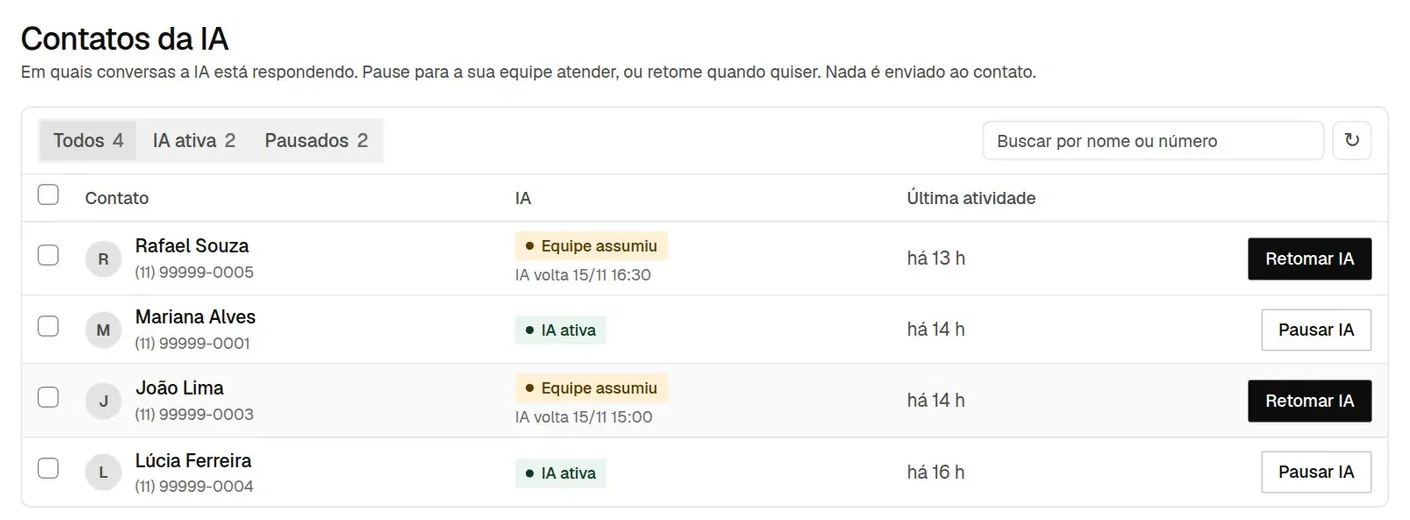 Contatos da IA
Em quais conversas a IA está respondendo. Pause para a sua equipe atender, ou retome quando quiser. Nada é enviado ao contato.
Todos 4 IA ativa 2 Pausados 2 Buscar por nome ou número ↻
Contato IA Última atividade
R Rafael Souza (11) 99999-0005 Equipe assumiu IA volta 15/11 16:30 há 13 h Retomar IA
M Mariana Alves (11) 99999-0001 IA ativa há 14 h Pausar IA
J João Lima (11) 99999-0003 Equipe assumiu IA volta 15/11 15:00 há 14 h Retomar IA
L Lúcia Ferreira (11) 99999-0004 IA ativa há 16 h Pausar IA